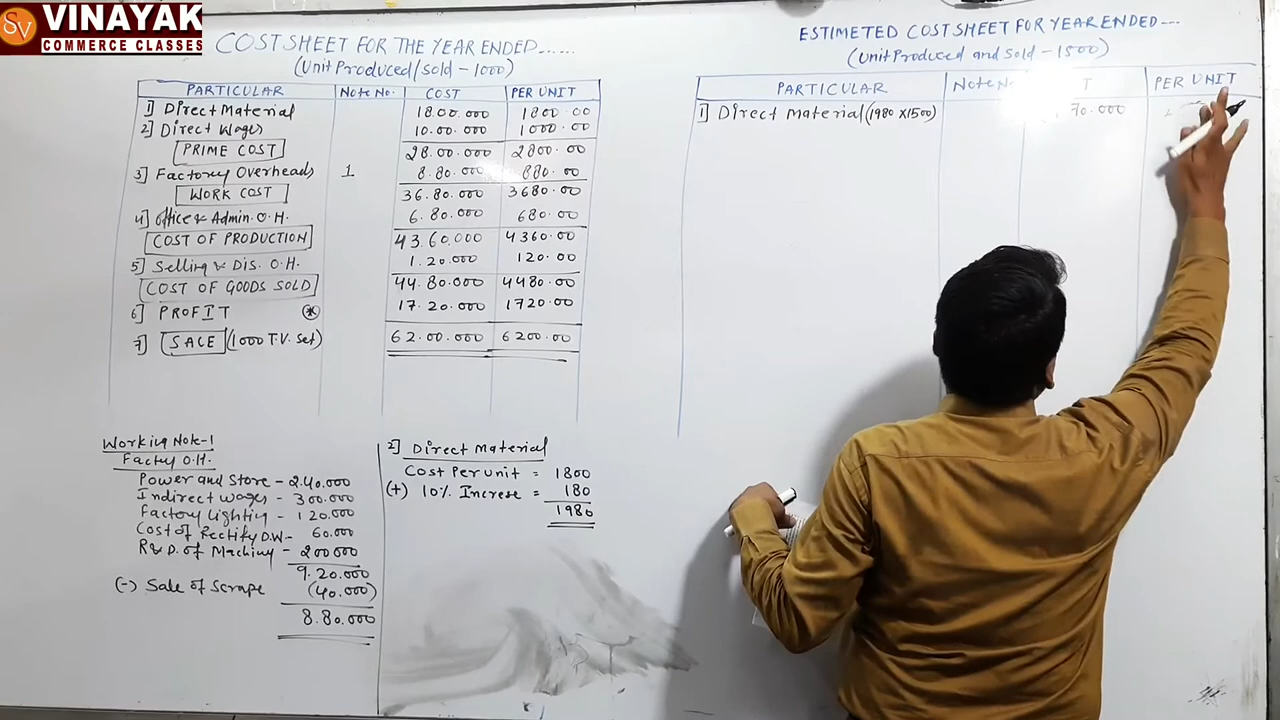 SV VINAYAK
COMMERCE CLASSES
COST SHEET FOR THE YEAR ENDED......
(Unit Produced/Sold - 1000)
PARTICULAR Note No. COST PER UNIT
1] Direct Material 18.00.000 1800.00
2] Direct Wages 10.00.000 1000.00
PRIME COST 28.00.000 2800.00
3] Factory Overheads 1 8.80.000 880.00
WORK COST 36.80.000 3680.00
4] Office & Admin. O.H. 6.80.000 680.00
COST OF PRODUCTION 43.60.000 4360.00
5] Selling & Dis. O.H. 1.20.000 120.00
COST OF GOODS SOLD 44.80.000 4480.00
6] PROFIT * 17.20.000 1720.00
7] SALE (1000 T.V. Set) 62.00.000 6200.00
Working Note-1
Facty O.H.
Power and Store - 2.40.000
Indirect wages - 300.000
Factory lighting - 120.000
Cost of Rectify D.W - 60.000
R&D. of Machiny - 200000
9.20.000
(-) Sale of Scrape (40.000)
8.80.000
2] Direct Material
Cost Per unit = 1800
(+) 10% Increse = 180
1980
ESTIMETED COST SHEET FOR YEAR ENDED....
(Unit Produced and Sold - 1500)
PARTICULAR Note N T PER UNIT
1] Direct Material (1980 X 1500) 70.000